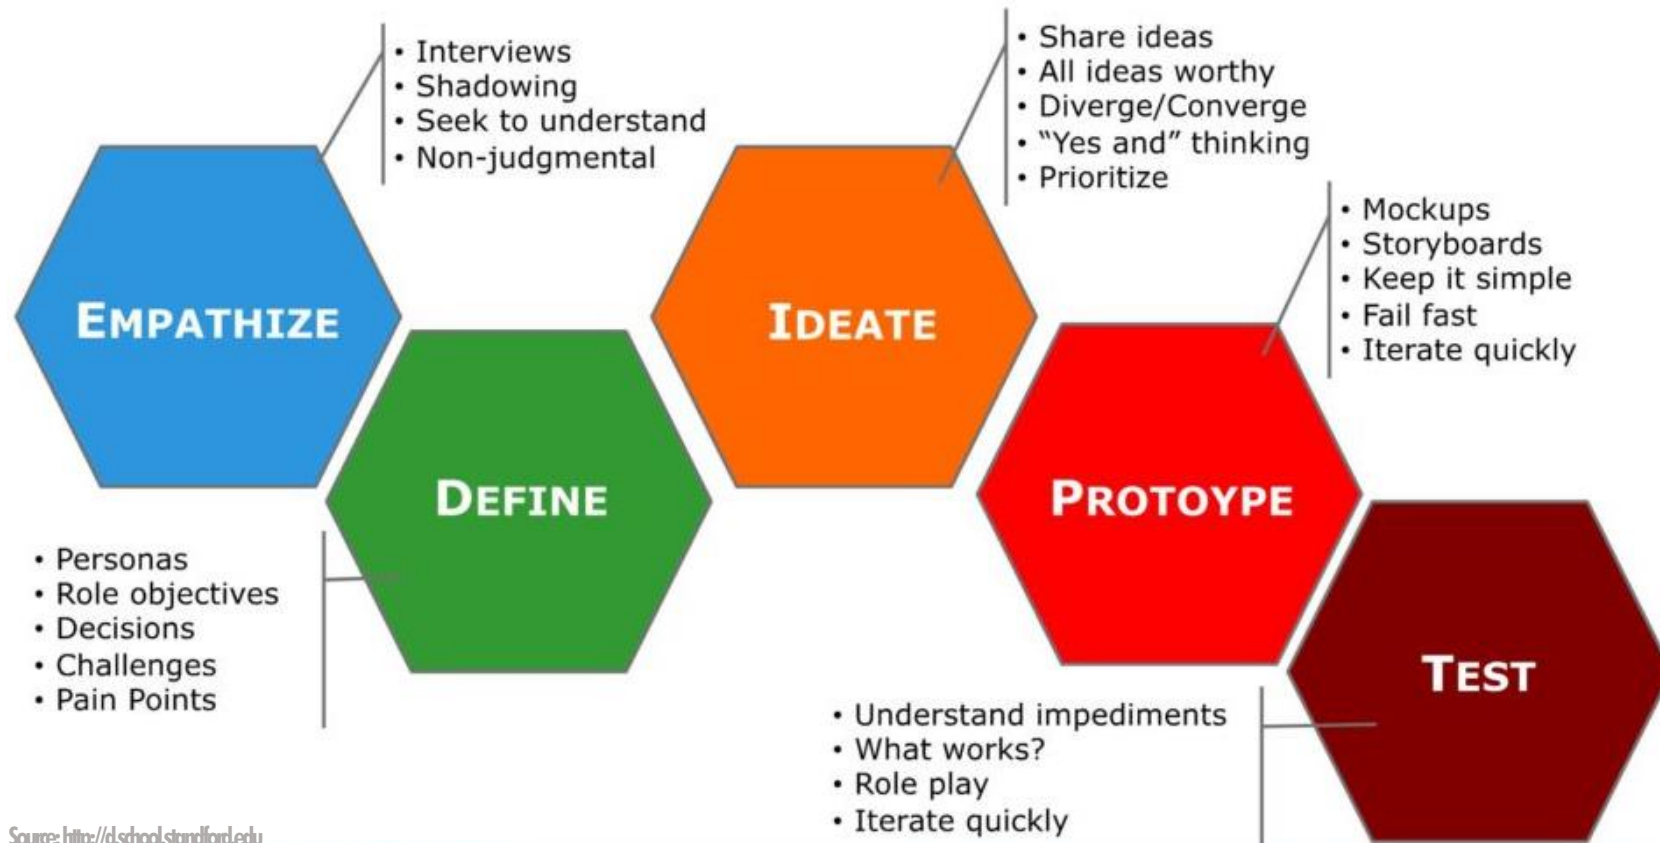 • Interviews
• Shadowing
• Seek to understand
• Non-judgmental
EMPATHIZE
• Personas
• Role objectives
• Decisions
• Challenges
• Pain Points
DEFINE
• Share ideas
• All ideas worthy
• Diverge/Converge
• “Yes and” thinking
• Prioritize
IDEATE
• Mockups
• Storyboards
• Keep it simple
• Fail fast
• Iterate quickly
PROTOYPE
• Understand impediments
• What works?
• Role play
• Iterate quickly
TEST
Source: http://d.school.standford.edu